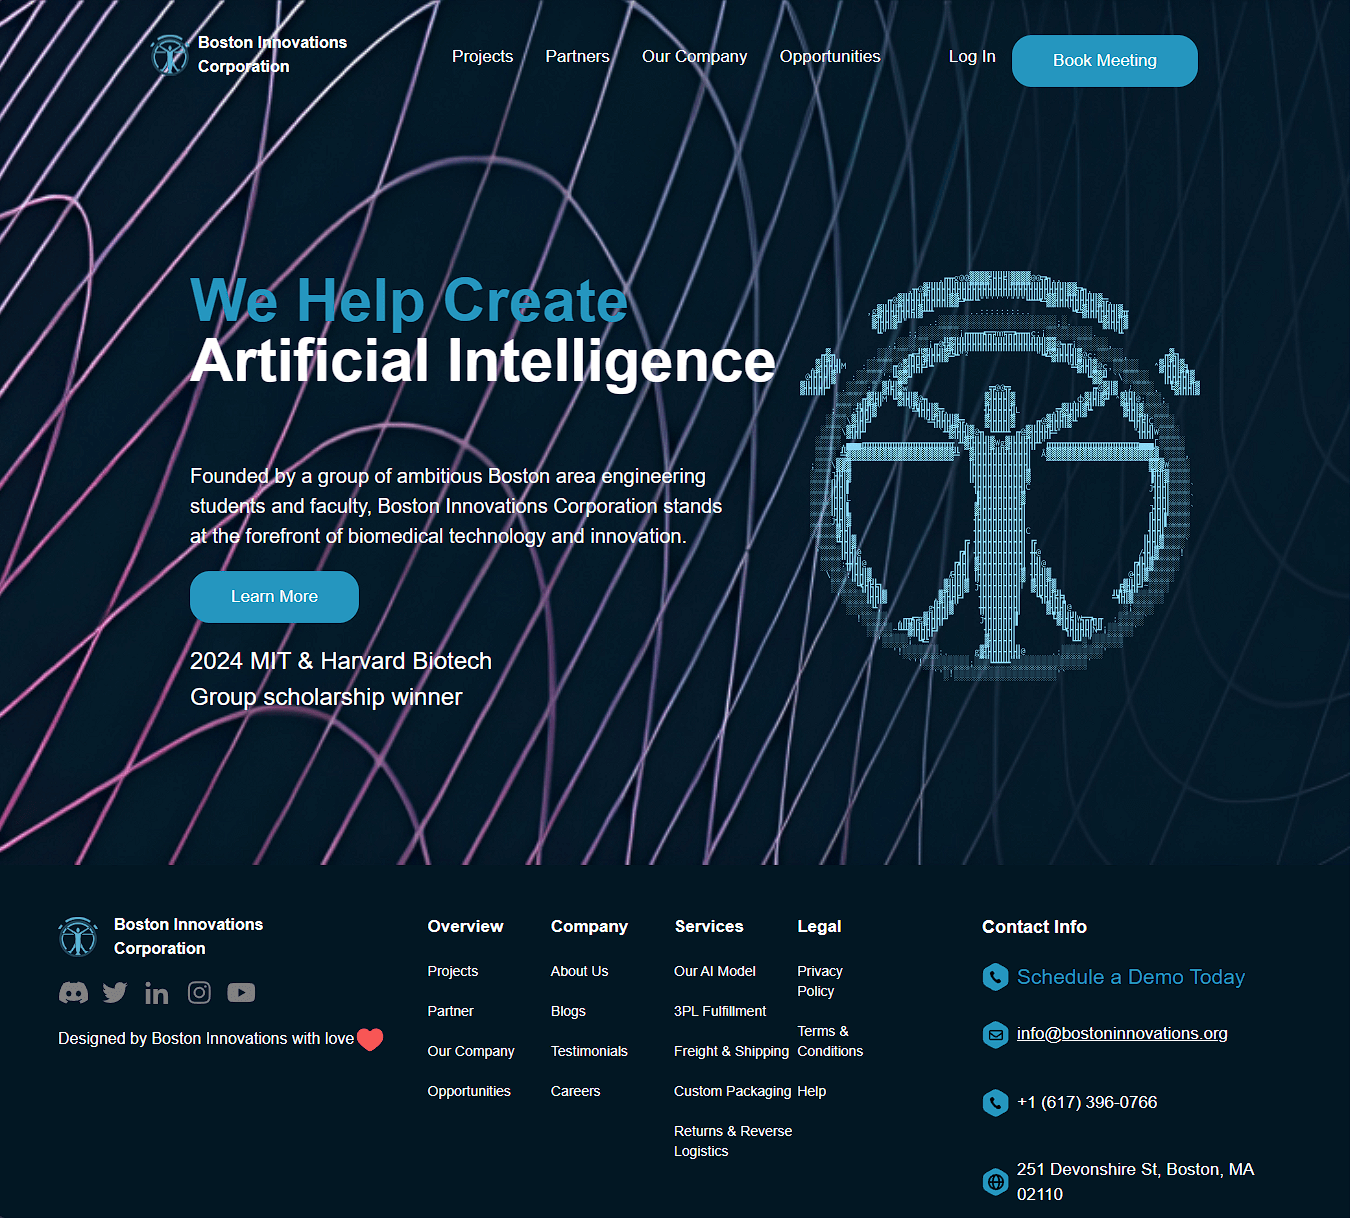 Boston Innovations
Corporation
Projects
Partners
Our Company
Opportunities
Log In
Book Meeting
We Help Create
Artificial Intelligence
Founded by a group of ambitious Boston area engineering
students and faculty, Boston Innovations Corporation stands
at the forefront of biomedical technology and innovation.
Learn More
2024 MIT & Harvard Biotech
Group scholarship winner
Boston Innovations
Corporation
Designed by Boston Innovations with love
Overview
Projects
Partner
Our Company
Opportunities
Company
About Us
Blogs
Testimonials
Careers
Services
Our AI Model
3PL Fulfillment
Freight & Shipping
Custom Packaging
Returns & Reverse
Logistics
Legal
Privacy
Policy
Terms &
Conditions
Help
Contact Info
Schedule a Demo Today
info@bostoninnovations.org
+1 (617) 396-0766
251 Devonshire St, Boston, MA
02110